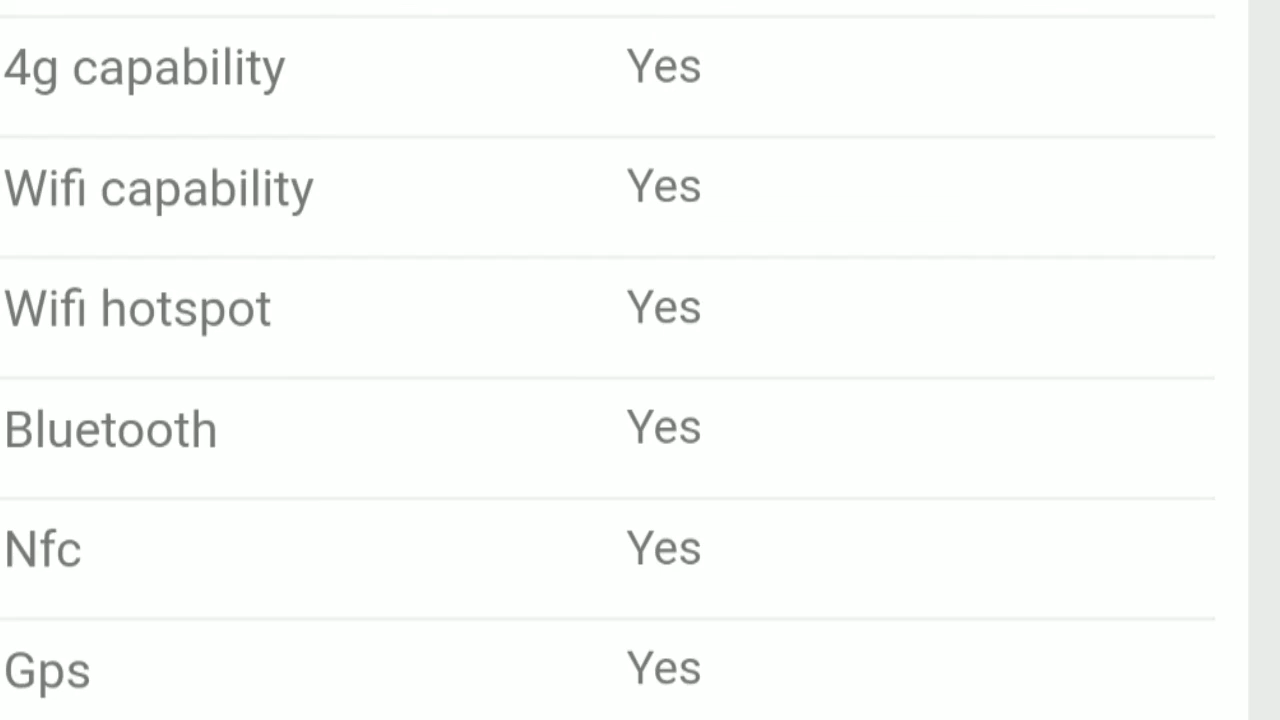 4g capability Yes
Wifi capability Yes
Wifi hotspot Yes
Bluetooth Yes
Nfc Yes
Gps Yes